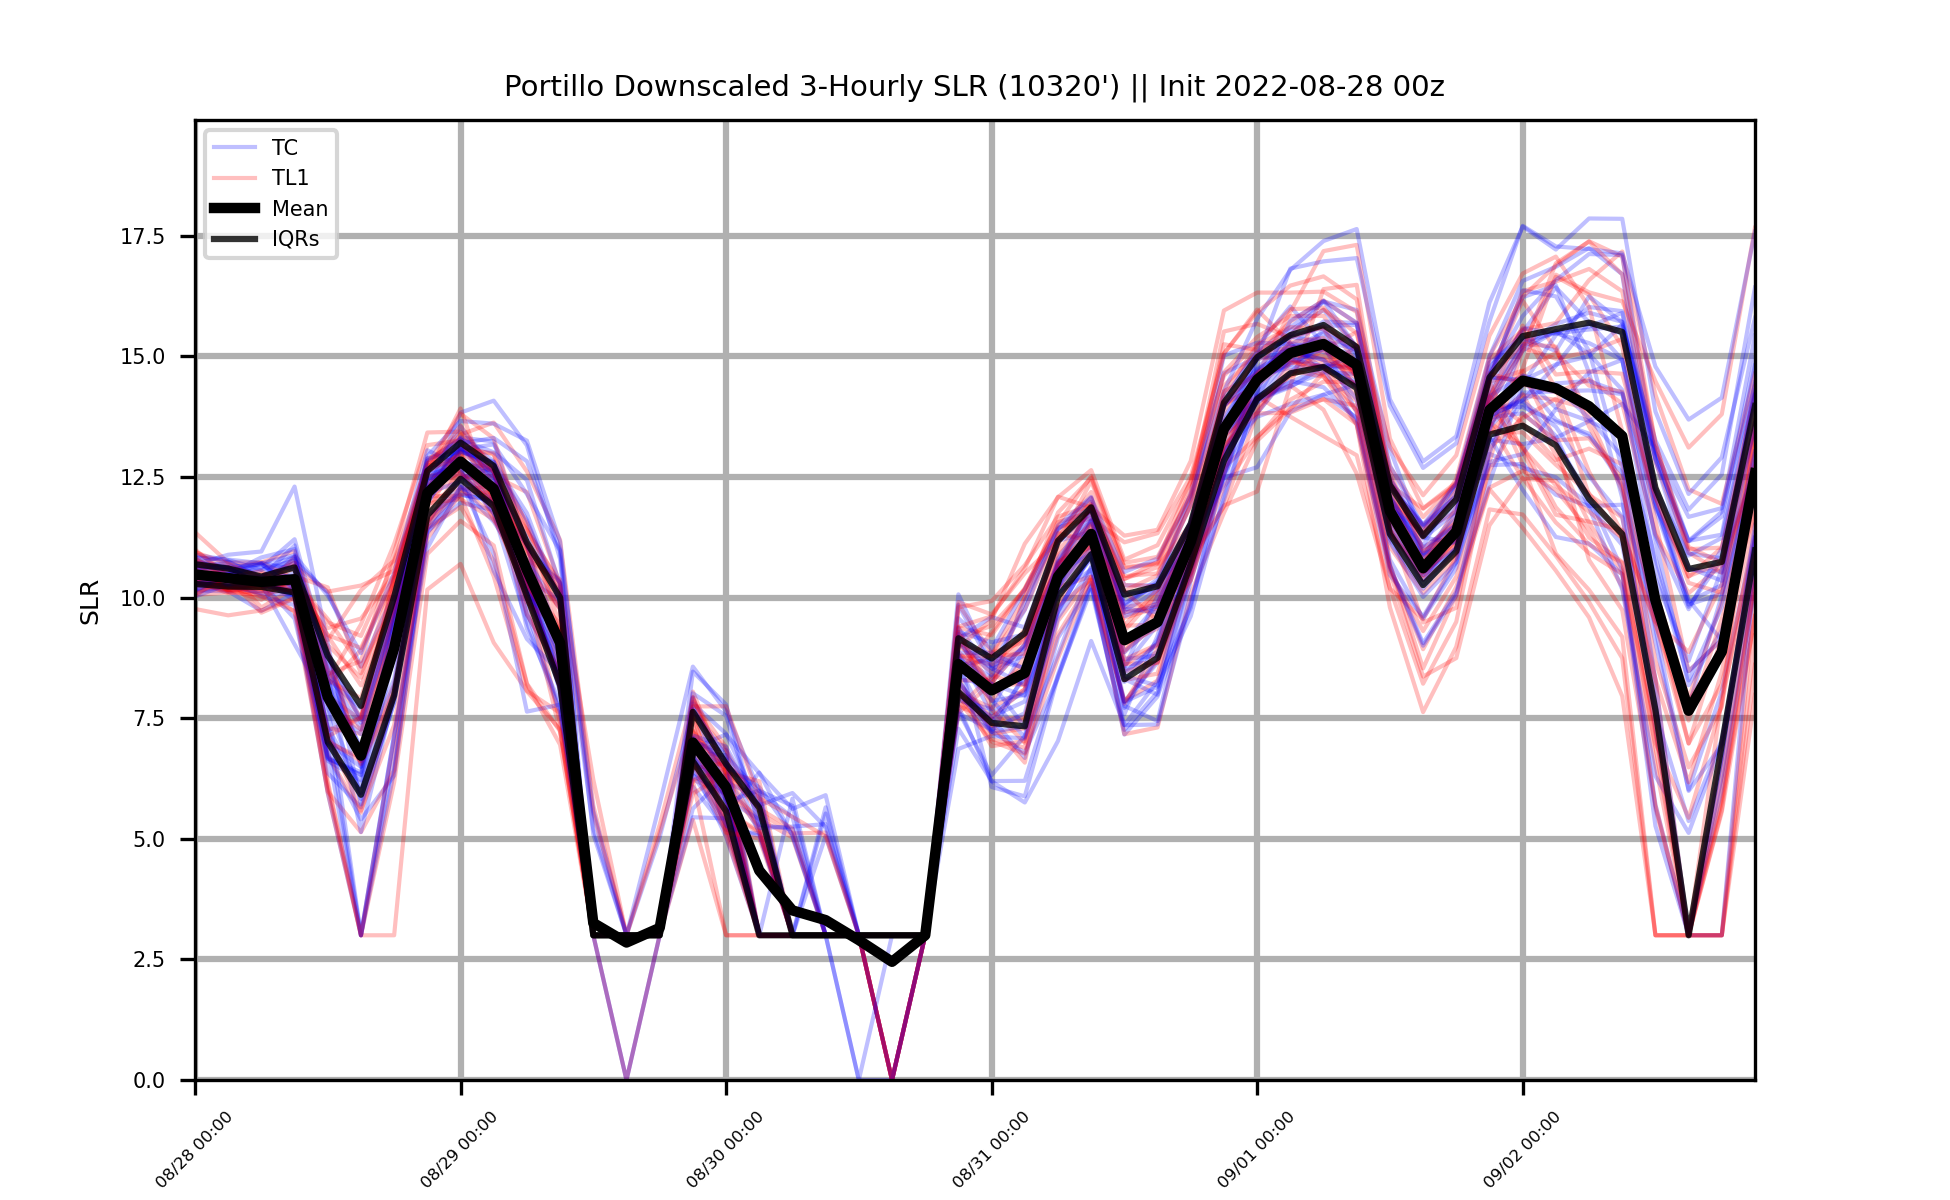 Portillo Downscaled 3-Hourly SLR (10320') || Init 2022-08-28 00z
TC
TL1
Mean
IQRs
17.5
15.0
12.5
10.0
7.5
5.0
2.5
0.0
SLR
08/28 00:00
08/29 00:00
08/30 00:00
08/31 00:00
09/01 00:00
09/02 00:00